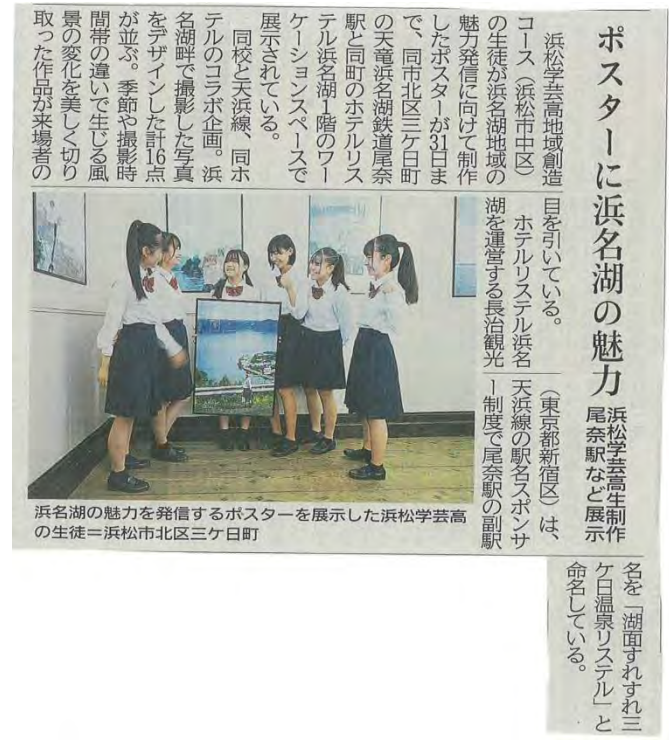 ポスターに浜名湖の魅力
浜松学芸高生制作
尾奈駅など展示
浜松学芸高地域創造
コース（浜松市中区）
の生徒が浜名湖地域の
魅力発信に向けて制作
したポスターが31日ま
で、同市北区三ケ日町
の天竜浜名湖鉄道尾奈
駅と同町のホテルリス
テル浜名湖１階のワー
ケーションスペースで
展示されている。
同校と天浜線、同ホ
テルのコラボ企画。浜
名湖畔で撮影した写真
をデザインした計16点
が並ぶ。季節や撮影時
間帯の違いで生じる風
景の変化を美しく切り
取った作品が来場者の
目を引いている。
ホテルリステル浜名
湖を運営する長治観光
（東京都新宿区）は、
天浜線の駅名スポンサ
ー制度で尾奈駅の副駅
名を「湖面すれすれ三
ケ日温泉リステル」と
命名している。
浜名湖の魅力を発信するポスターを展示した浜松学芸高
の生徒＝浜松市北区三ケ日町